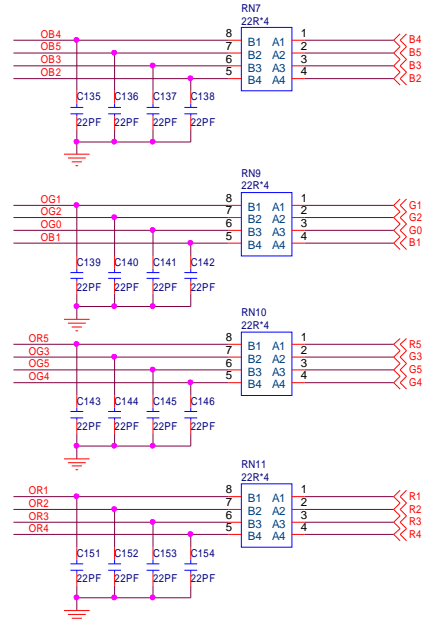 RN7
22R*4
OB4 8 B1 A1 1 B4
OB5 7 B2 A2 2 B5
OB3 6 B3 A3 3 B3
OB2 5 B4 A4 4 B2
C135 C136 C137 C138
22PF 22PF 22PF 22PF
RN9
22R*4
OG1 8 B1 A1 1 G1
OG2 7 B2 A2 2 G2
OG0 6 B3 A3 3 G0
OB1 5 B4 A4 4 B1
C139 C140 C141 C142
22PF 22PF 22PF 22PF
RN10
22R*4
OR5 8 B1 A1 1 R5
OG3 7 B2 A2 2 G3
OG5 6 B3 A3 3 G5
OG4 5 B4 A4 4 G4
C143 C144 C145 C146
22PF 22PF 22PF 22PF
RN11
22R*4
OR1 8 B1 A1 1 R1
OR2 7 B2 A2 2 R2
OR3 6 B3 A3 3 R3
OR4 5 B4 A4 4 R4
C151 C152 C153 C154
22PF 22PF 22PF 22PF